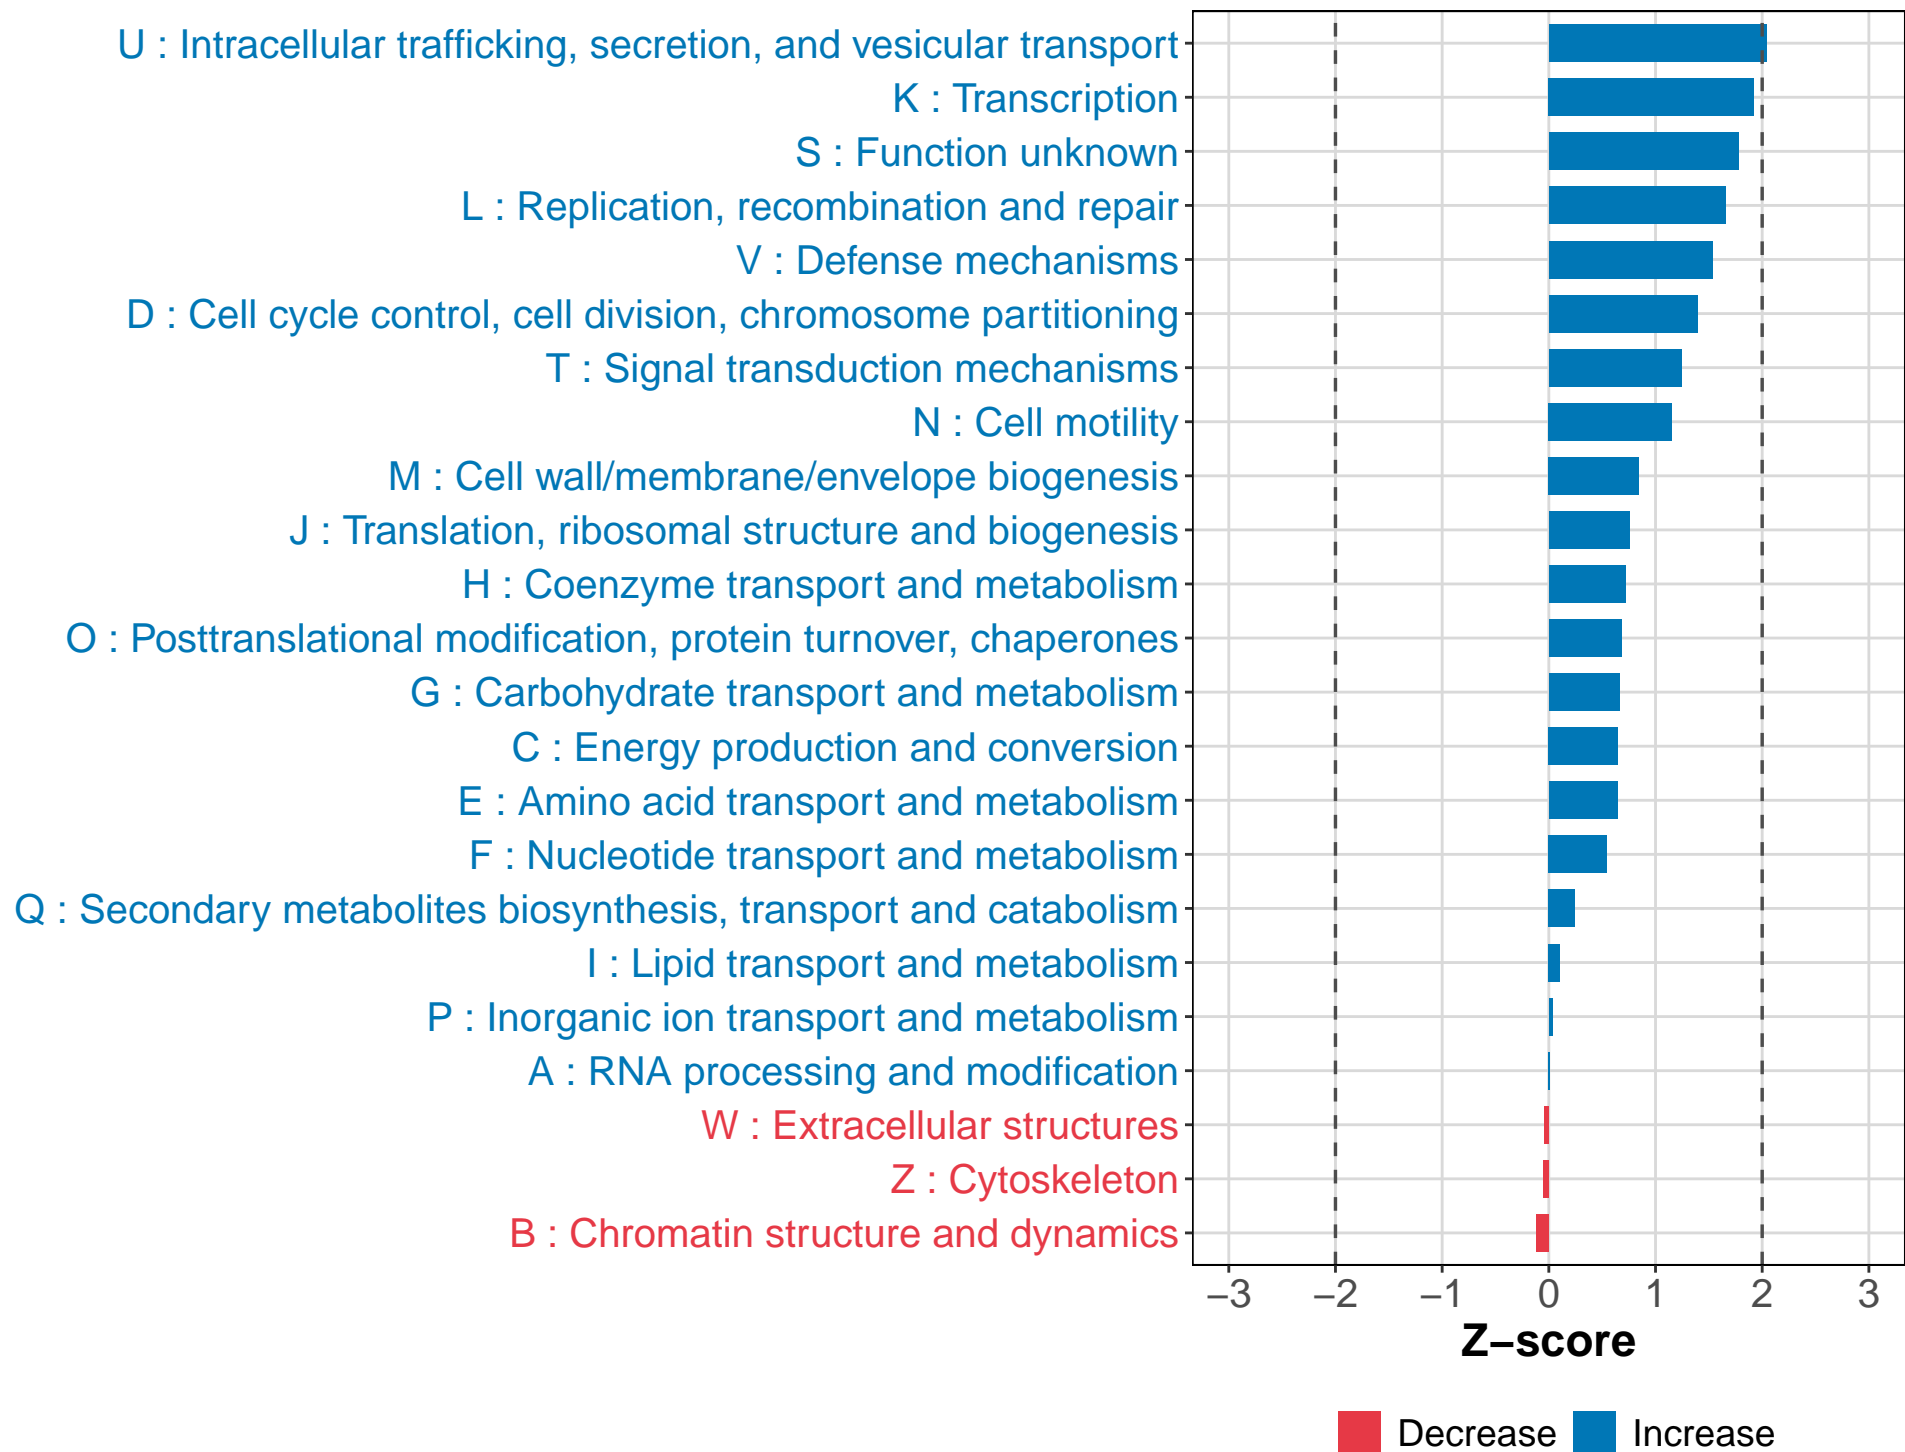 U : Intracellular trafficking, secretion, and vesicular transport
K : Transcription
S : Function unknown
L : Replication, recombination and repair
V : Defense mechanisms
D : Cell cycle control, cell division, chromosome partitioning
T : Signal transduction mechanisms
N : Cell motility
M : Cell wall/membrane/envelope biogenesis
J : Translation, ribosomal structure and biogenesis
H : Coenzyme transport and metabolism
O : Posttranslational modification, protein turnover, chaperones
G : Carbohydrate transport and metabolism
C : Energy production and conversion
E : Amino acid transport and metabolism
F : Nucleotide transport and metabolism
Q : Secondary metabolites biosynthesis, transport and catabolism
I : Lipid transport and metabolism
P : Inorganic ion transport and metabolism
A : RNA processing and modification
W : Extracellular structures
Z : Cytoskeleton
B : Chromatin structure and dynamics
−3 −2 −1 0 1 2 3
Z−score
Decrease Increase